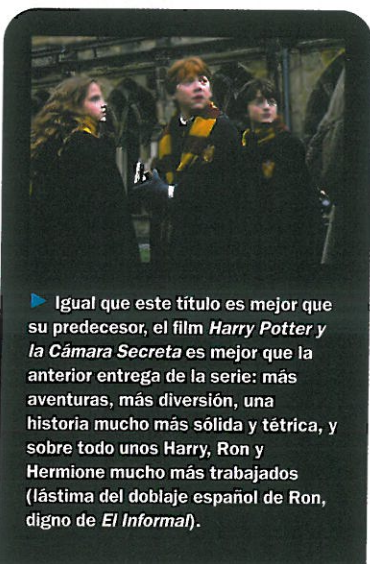 Igual que este título es mejor que
su predecesor, el film Harry Potter y
la Cámara Secreta es mejor que la
anterior entrega de la serie: más
aventuras, más diversión, una
historia mucho más sólida y tétrica, y
sobre todo unos Harry, Ron y
Hermione mucho más trabajados
(lástima del doblaje español de Ron,
digno de El Informal).